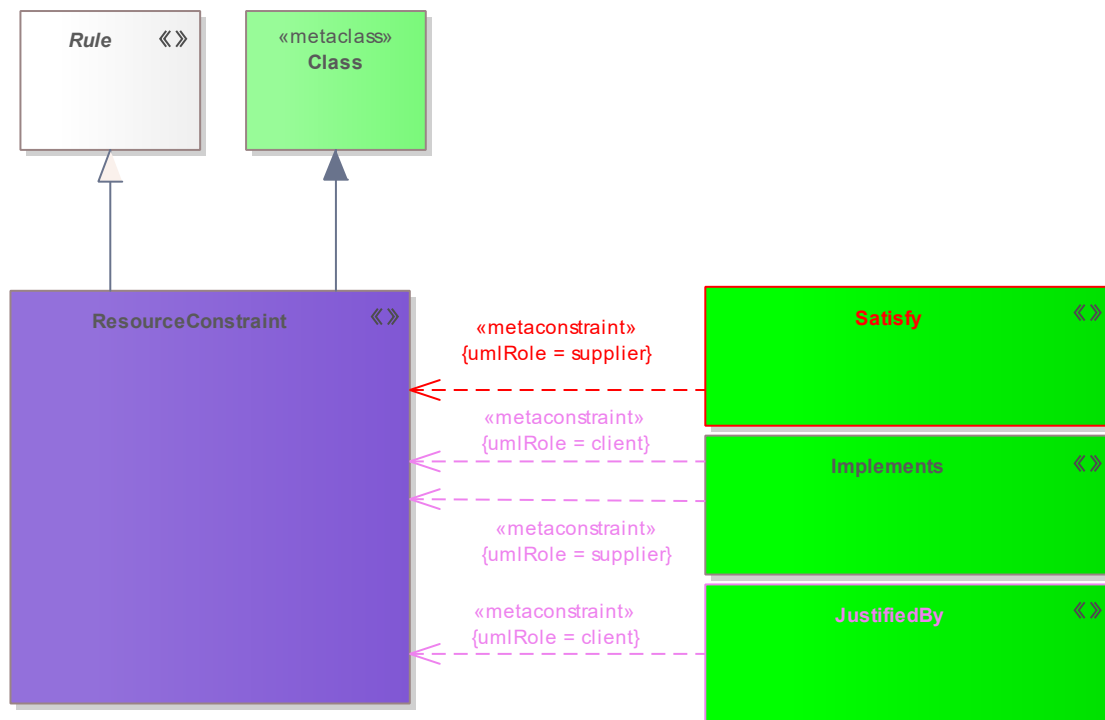 Rule «»
«metaclass»
Class
ResourceConstraint «»
«metaconstraint»
{umlRole = supplier}
Satisfy «»
«metaconstraint»
{umlRole = client}
Implements «»
«metaconstraint»
{umlRole = supplier}
«metaconstraint»
{umlRole = client}
JustifiedBy «»